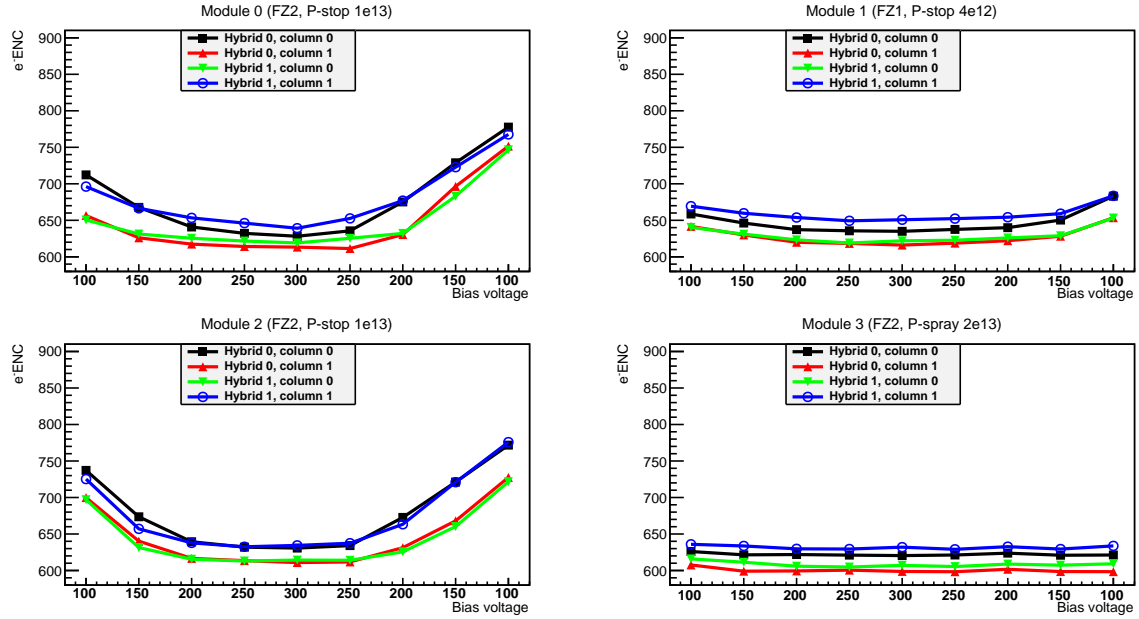 Module 0 (FZ2, P-stop 1e13)
e⁻ENC
900
850
800
750
700
650
600
Hybrid 0, column 0
Hybrid 0, column 1
Hybrid 1, column 0
Hybrid 1, column 1
100 150 200 250 300 250 200 150 100
Bias voltage
Module 1 (FZ1, P-stop 4e12)
e⁻ENC
900
850
800
750
700
650
600
Hybrid 0, column 0
Hybrid 0, column 1
Hybrid 1, column 0
Hybrid 1, column 1
100 150 200 250 300 250 200 150 100
Bias voltage
Module 2 (FZ2, P-stop 1e13)
e⁻ENC
900
850
800
750
700
650
600
Hybrid 0, column 0
Hybrid 0, column 1
Hybrid 1, column 0
Hybrid 1, column 1
100 150 200 250 300 250 200 150 100
Bias voltage
Module 3 (FZ2, P-spray 2e13)
e⁻ENC
900
850
800
750
700
650
600
Hybrid 0, column 0
Hybrid 0, column 1
Hybrid 1, column 0
Hybrid 1, column 1
100 150 200 250 300 250 200 150 100
Bias voltage